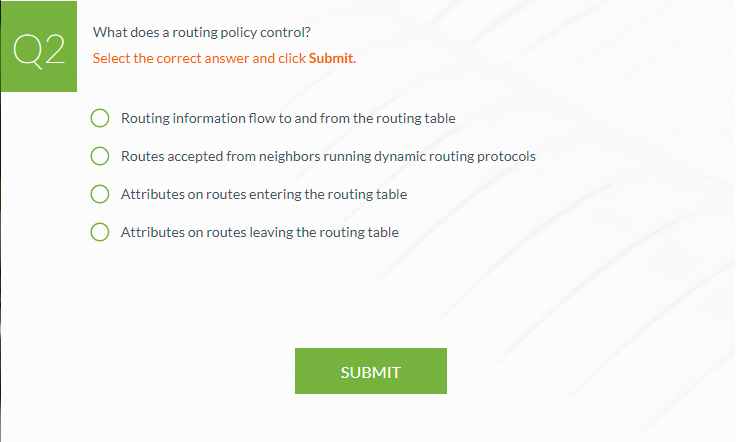 Q2
What does a routing policy control?
Select the correct answer and click Submit.
Routing information flow to and from the routing table
Routes accepted from neighbors running dynamic routing protocols
Attributes on routes entering the routing table
Attributes on routes leaving the routing table
SUBMIT